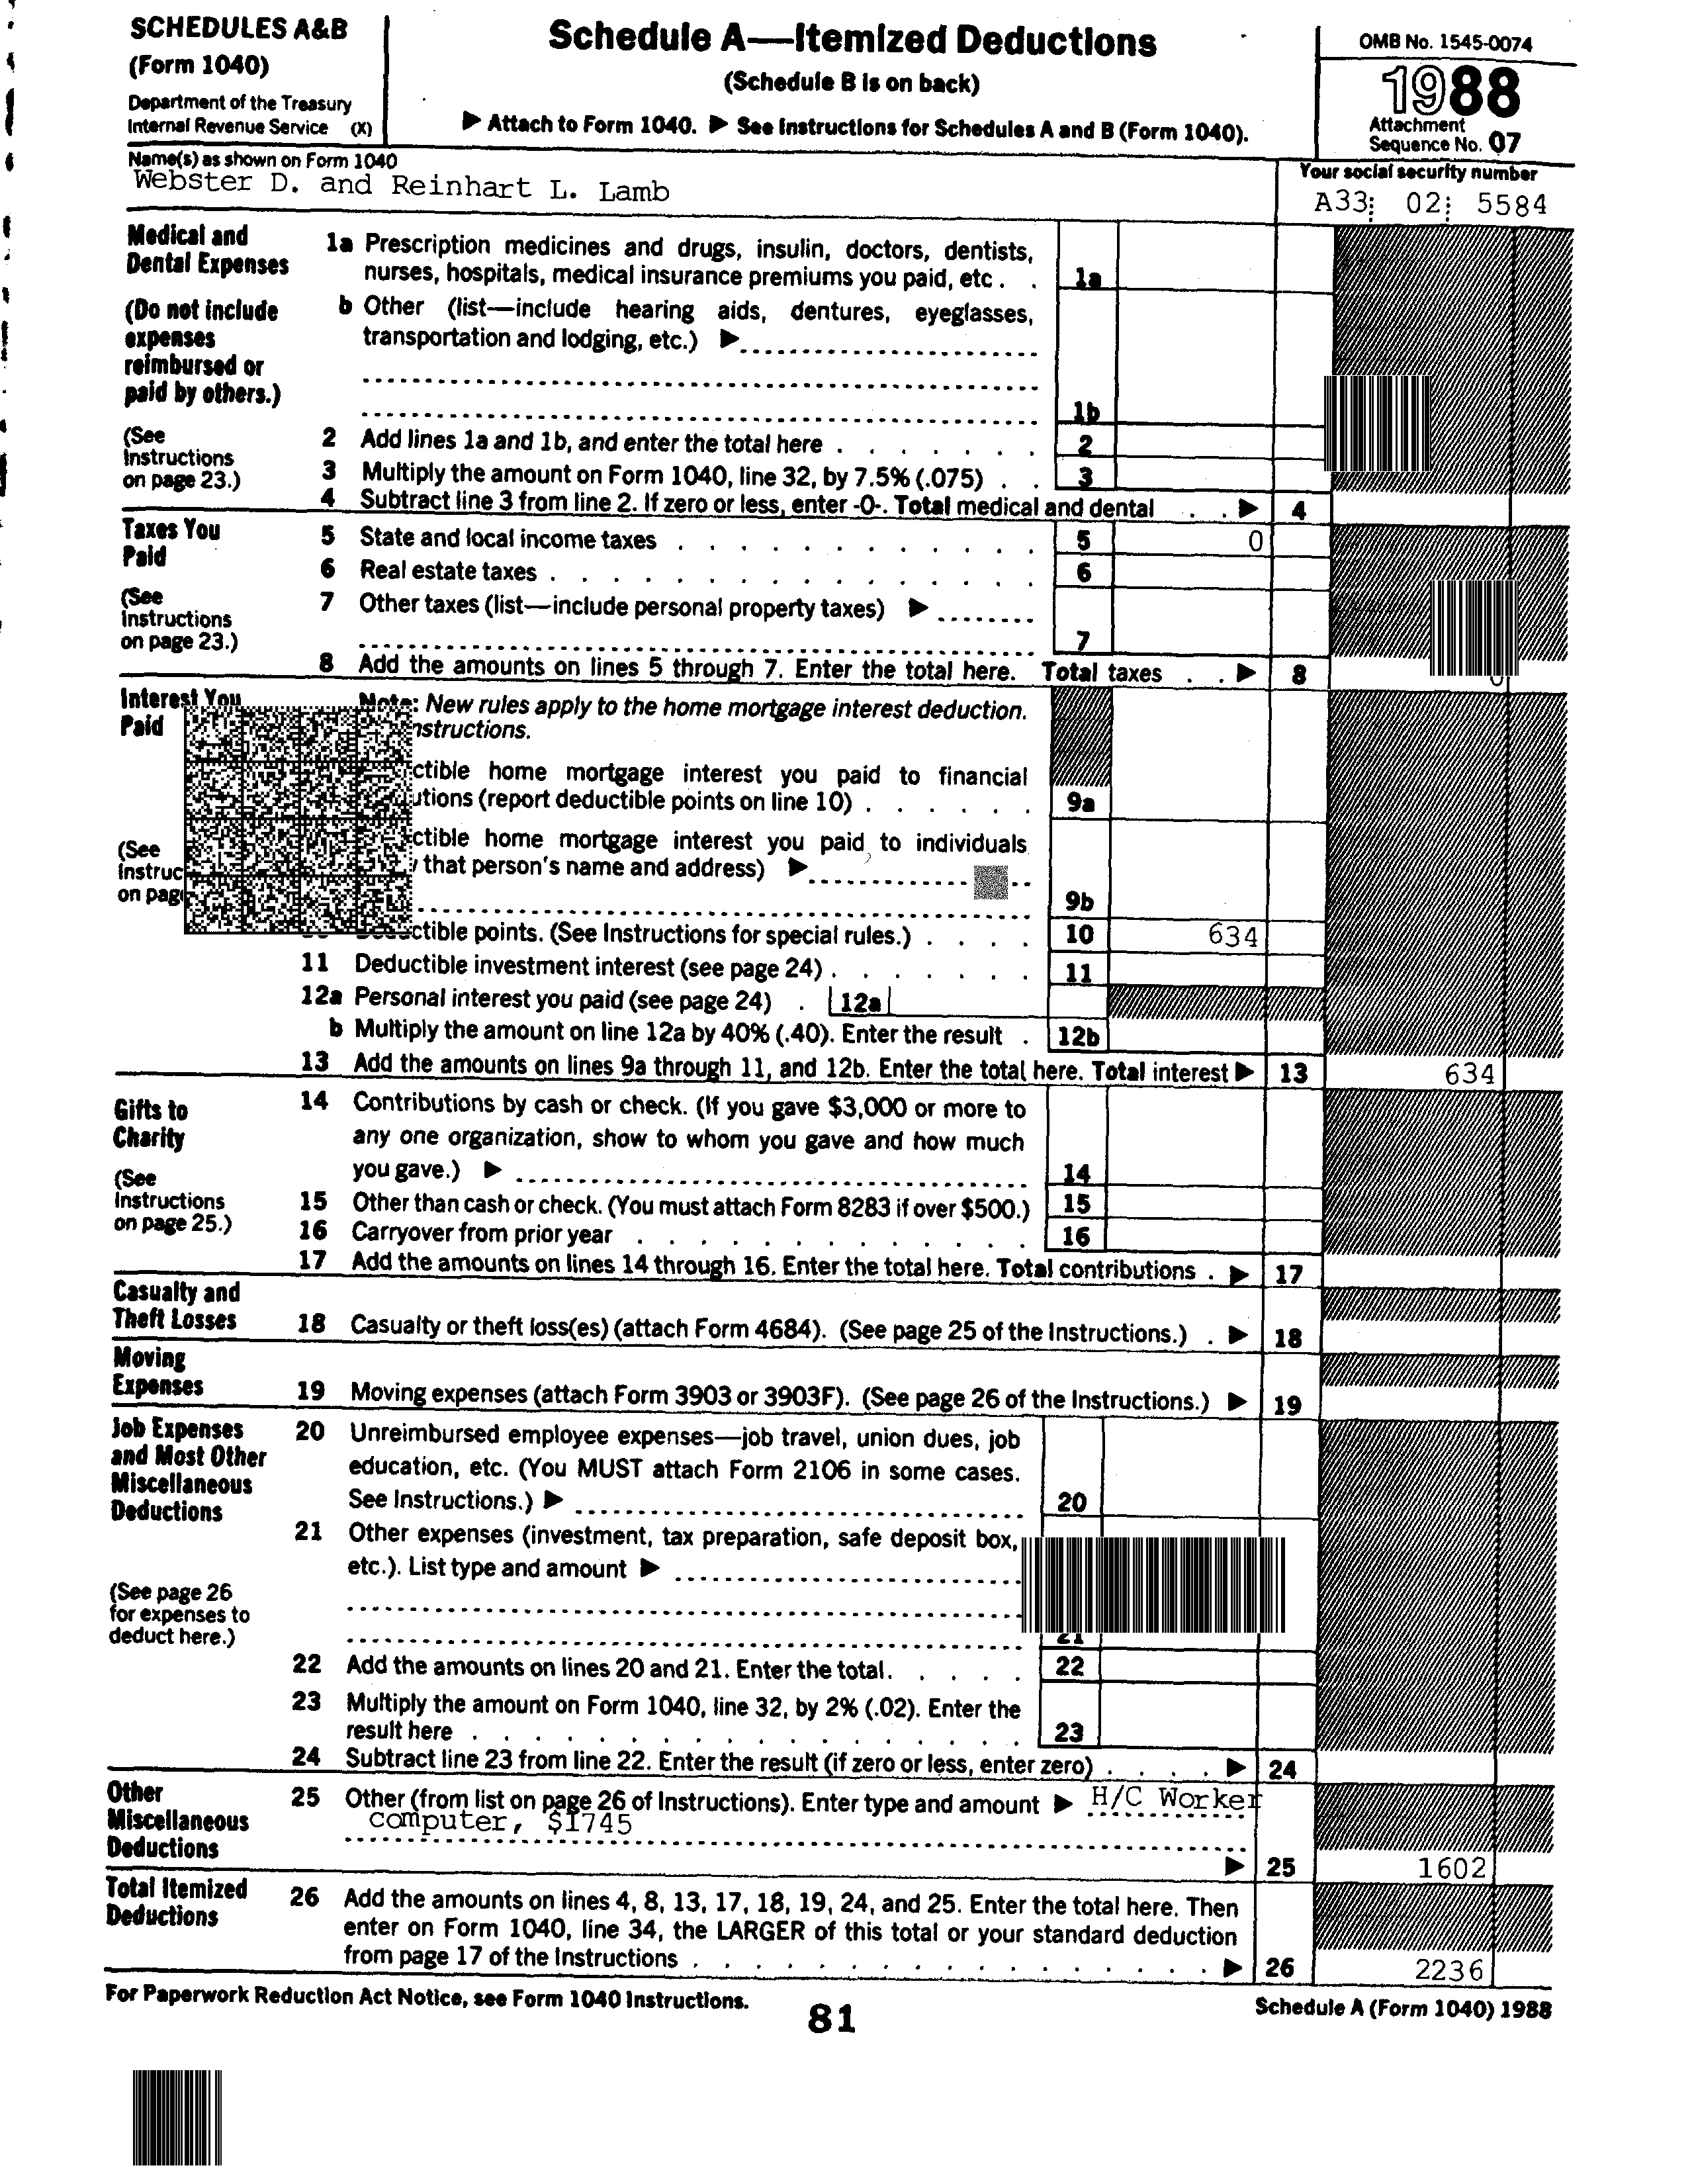 SCHEDULES A&B
(Form 1040)
Department of the Treasury
Internal Revenue Service (X)
Schedule A—Itemized Deductions
(Schedule B is on back)
▶ Attach to Form 1040. ▶ See Instructions for Schedules A and B (Form 1040).
OMB No. 1545-0074
1988
Attachment
Sequence No. 07
Name(s) as shown on Form 1040
Webster D. and Reinhart L. Lamb
Your social security number
A33 02 5584
Medical and
Dental Expenses
(Do not include
expenses
reimbursed or
paid by others.)
(See
Instructions
on page 23.)
1a Prescription medicines and drugs, insulin, doctors, dentists,
nurses, hospitals, medical insurance premiums you paid, etc . . 1a
b Other (list—include hearing aids, dentures, eyeglasses,
transportation and lodging, etc.) ▶
1b
2 Add lines 1a and 1b, and enter the total here . . . . . . . 2
3 Multiply the amount on Form 1040, line 32, by 7.5% (.075) . . 3
4 Subtract line 3 from line 2. If zero or less, enter -0-. Total medical and dental . . ▶ 4
Taxes You
Paid
(See
Instructions
on page 23.)
5 State and local income taxes . . . . . . . . . . . . 5 0
6 Real estate taxes . . . . . . . . . . . . . . . . 6
7 Other taxes (list—include personal property taxes) ▶
7
8 Add the amounts on lines 5 through 7. Enter the total here. Total taxes . . ▶ 8
Interest You
Paid
(See
on
Note: New rules apply to the home mortgage interest deduction.
home mortgage interest you paid to financial
(report deductible points on line 10) . . . . . . 9a
home mortgage interest you paid to individuals
that person's name and address) ▶
9b
points. (See Instructions for special rules.) . . . . 10 634
11 Deductible investment interest (see page 24) . . . . . . . 11
12a Personal interest you paid (see page 24) . 12a
b Multiply the amount on line 12a by 40% (.40). Enter the result . 12b
13 Add the amounts on lines 9a through 11, and 12b. Enter the total here. Total interest ▶ 13 634
Gifts to
Charity
(See
Instructions
on page 25.)
14 Contributions by cash or check. (If you gave $3,000 or more to
any one organization, show to whom you gave and how much
you gave.) ▶ 14
15 Other than cash or check. (You must attach Form 8283 if over $500.) 15
16 Carryover from prior year . . . . . . . . . . . . . 16
17 Add the amounts on lines 14 through 16. Enter the total here. Total contributions . ▶ 17
Casualty and
Theft Losses
18 Casualty or theft loss(es) (attach Form 4684). (See page 25 of the Instructions.) . ▶ 18
Moving
Expenses
19 Moving expenses (attach Form 3903 or 3903F). (See page 26 of the Instructions.) ▶ 19
Job Expenses
and Most Other
Miscellaneous
Deductions
(See page 26
for expenses to
deduct here.)
20 Unreimbursed employee expenses—job travel, union dues, job
education, etc. (You MUST attach Form 2106 in some cases.
See Instructions.) ▶ 20
21 Other expenses (investment, tax preparation, safe deposit box,
etc.). List type and amount ▶
21
22 Add the amounts on lines 20 and 21. Enter the total. . . . . 22
23 Multiply the amount on Form 1040, line 32, by 2% (.02). Enter the
result here . . . . . . . . . . . . . . . . . 23
24 Subtract line 23 from line 22. Enter the result (if zero or less, enter zero) . . . . ▶ 24
Other
Miscellaneous
Deductions
25 Other (from list on page 26 of Instructions). Enter type and amount ▶ H/C Worker
computer, $1745
▶ 25 1602
Total Itemized
Deductions
26 Add the amounts on lines 4, 8, 13, 17, 18, 19, 24, and 25. Enter the total here. Then
enter on Form 1040, line 34, the LARGER of this total or your standard deduction
from page 17 of the Instructions . . . . . . . . . . . . . . . . . ▶ 26 2236
For Paperwork Reduction Act Notice, see Form 1040 Instructions.
81
Schedule A (Form 1040) 1988